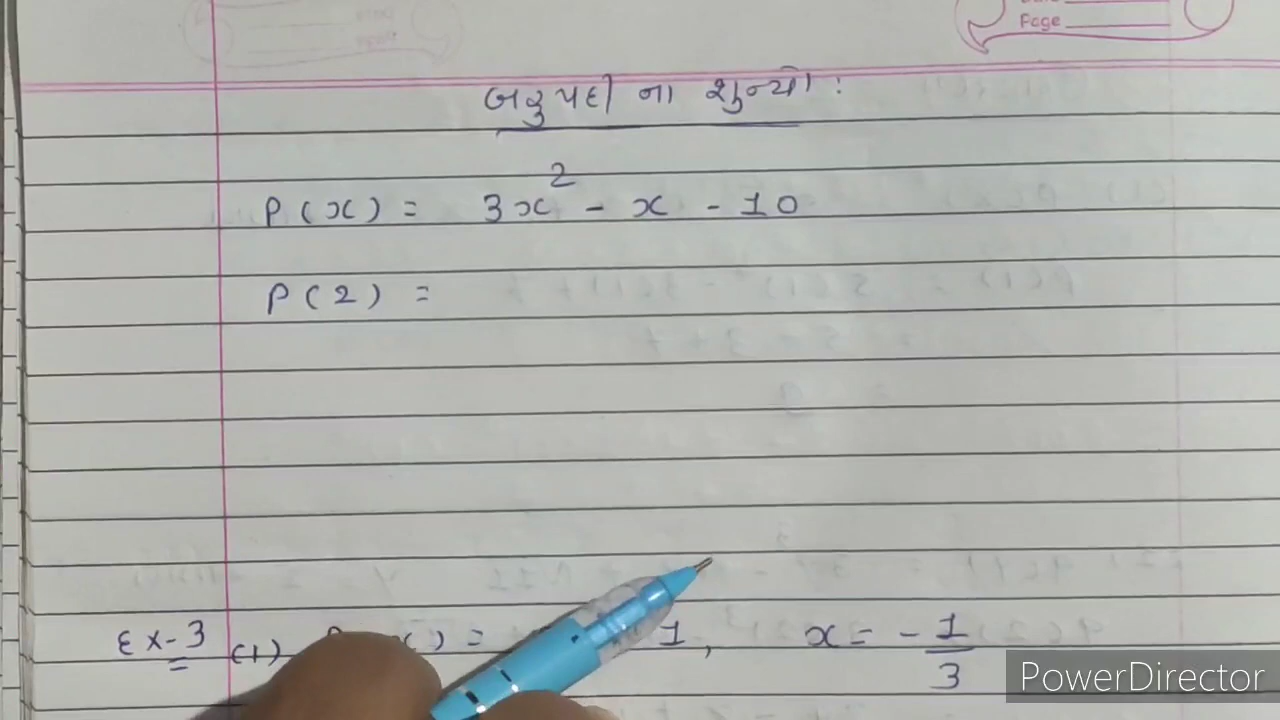 Page
બહુપદી ના શુન્યો :
P(x) = 3x² - x - 10
P(2) =
Ex-3 (1) x) = 1, x = -1/3
PowerDirector